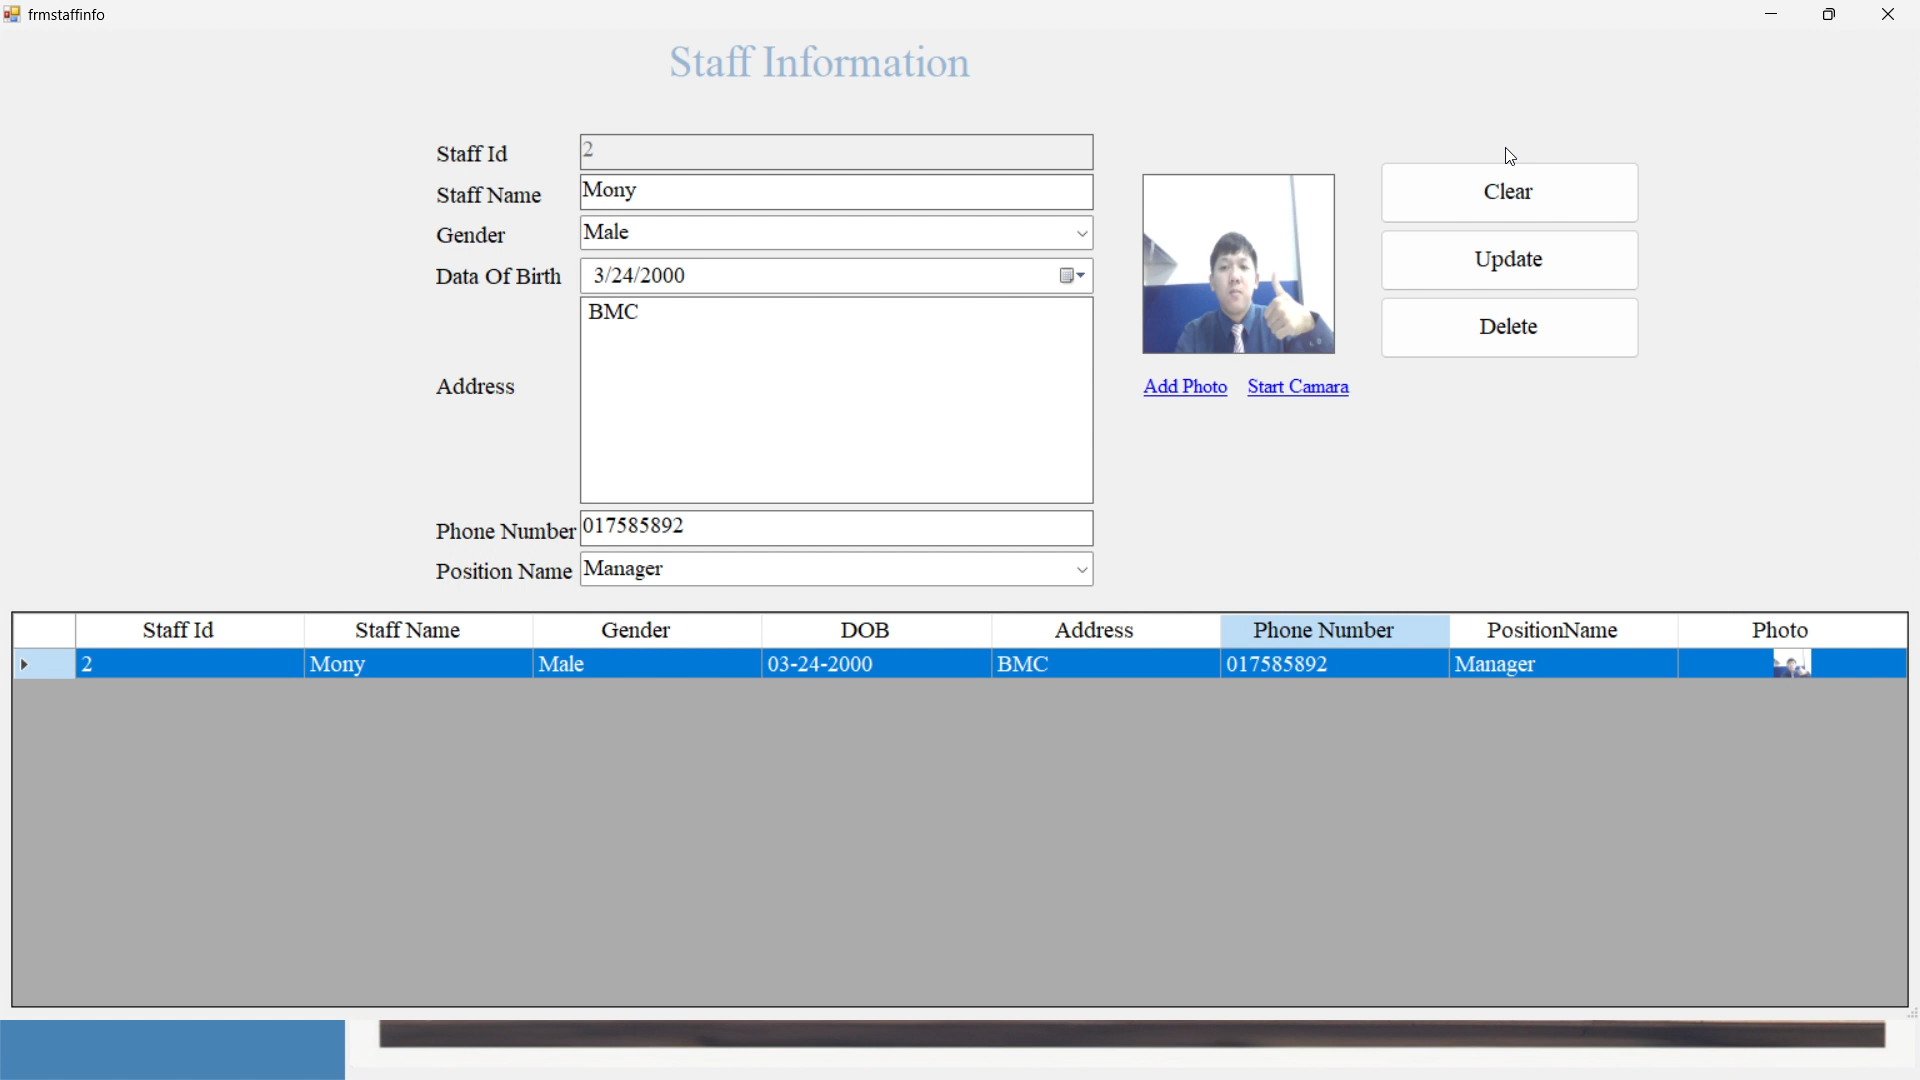 frmstaffinfo
Staff Information
Staff Id
2
Staff Name
Mony
Gender
Male
Data Of Birth
3/24/2000
Address
BMC
Phone Number
017585892
Position Name
Manager
Add Photo
Start Camara
Clear
Update
Delete
Staff Id Staff Name Gender DOB Address Phone Number PositionName Photo
2 Mony Male 03-24-2000 BMC 017585892 Manager